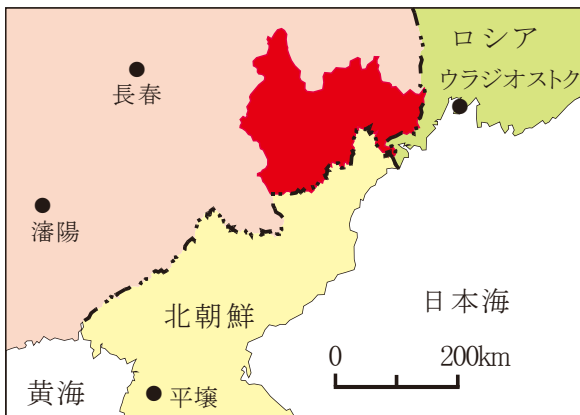 ロシア
ウラジオストク
長春
瀋陽
北朝鮮
日本海
0 200km
黄海
平壌